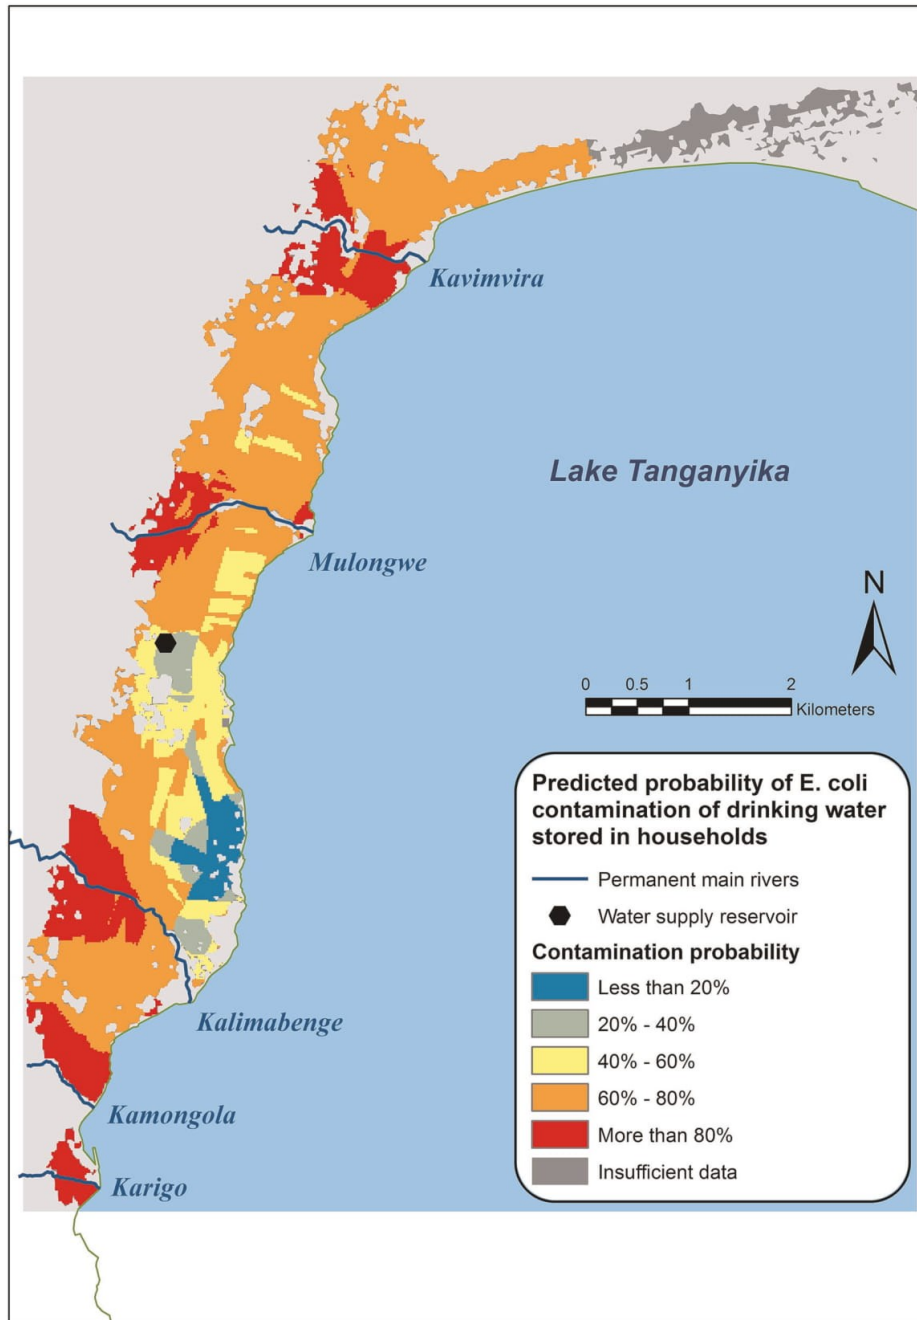 Kavimvira
Lake Tanganyika
Mulongwe
N
0 0.5 1 2
Kilometers
Predicted probability of E. coli
contamination of drinking water
stored in households
Permanent main rivers
Water supply reservoir
Contamination probability
Less than 20%
20% - 40%
40% - 60%
60% - 80%
More than 80%
Insufficient data
Kalimabenge
Kamongola
Karigo